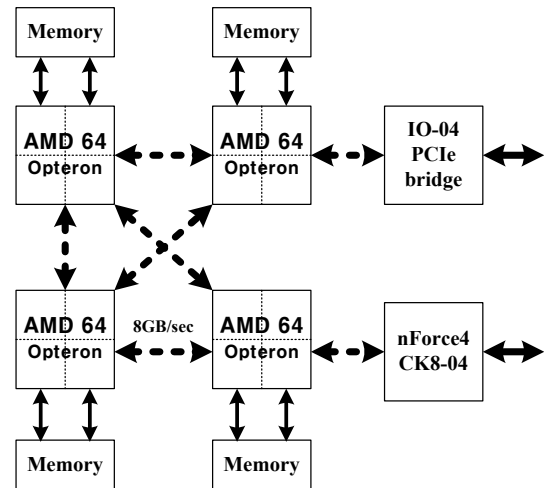 Memory
Memory
AMD 64
Opteron
AMD 64
Opteron
IO-04
PCIe
bridge
AMD 64
Opteron
8GB/sec
AMD 64
Opteron
nForce4
CK8-04
Memory
Memory